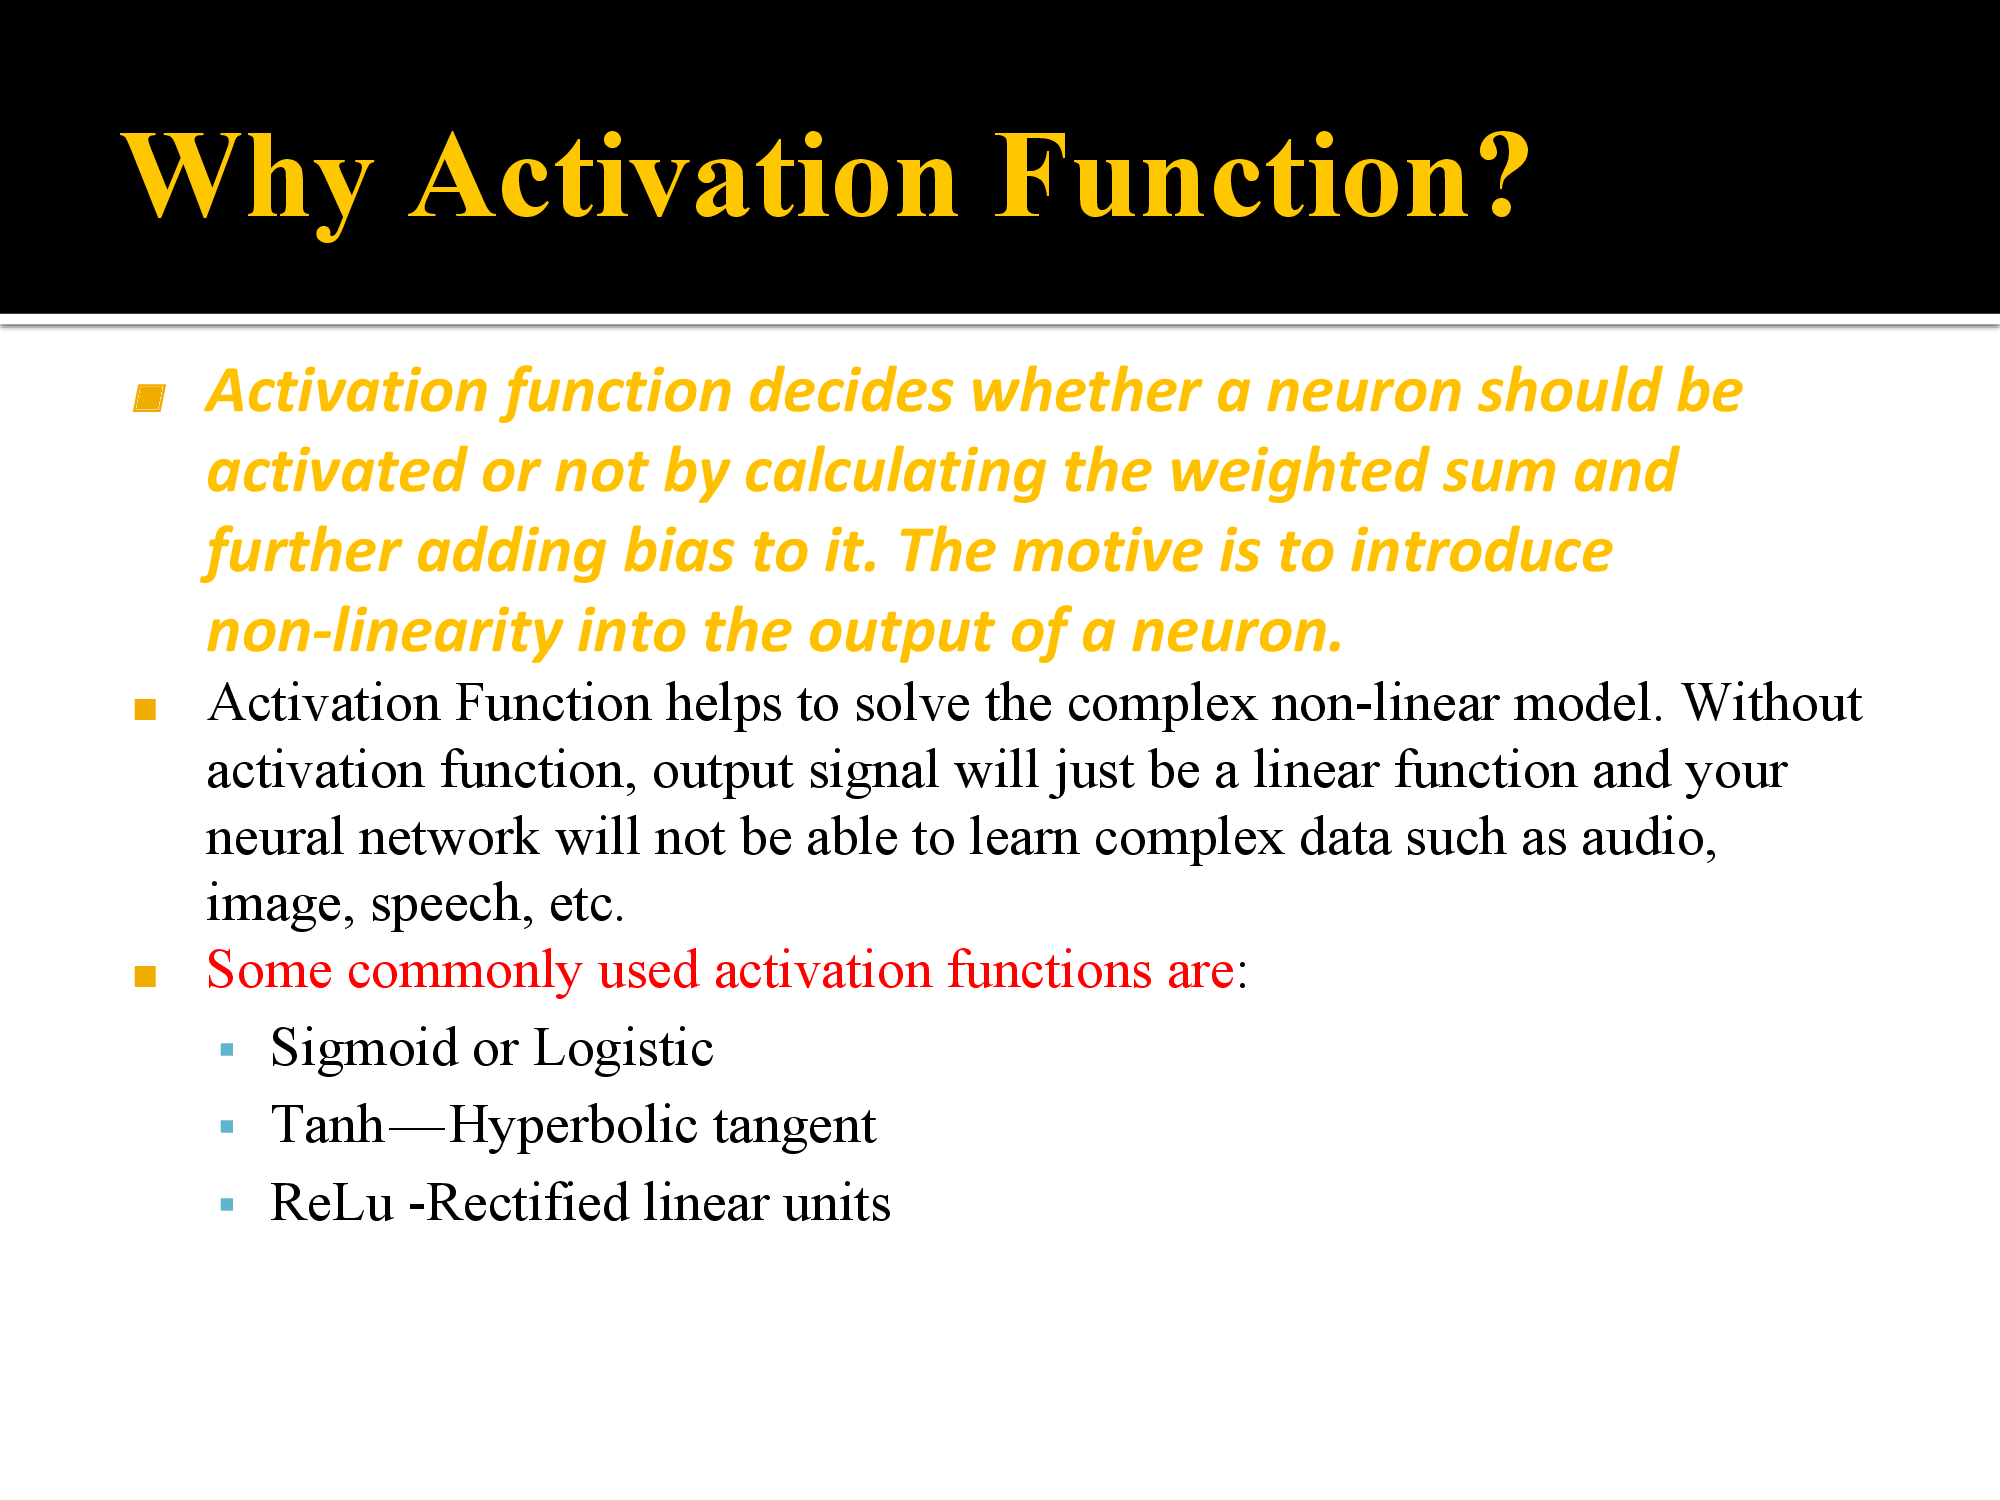 Why Activation Function?
Activation function decides whether a neuron should be
activated or not by calculating the weighted sum and
further adding bias to it. The motive is to introduce
non-linearity into the output of a neuron.
Activation Function helps to solve the complex non-linear model. Without
activation function, output signal will just be a linear function and your
neural network will not be able to learn complex data such as audio,
image, speech, etc.
Some commonly used activation functions are:
Sigmoid or Logistic
Tanh—Hyperbolic tangent
ReLu -Rectified linear units